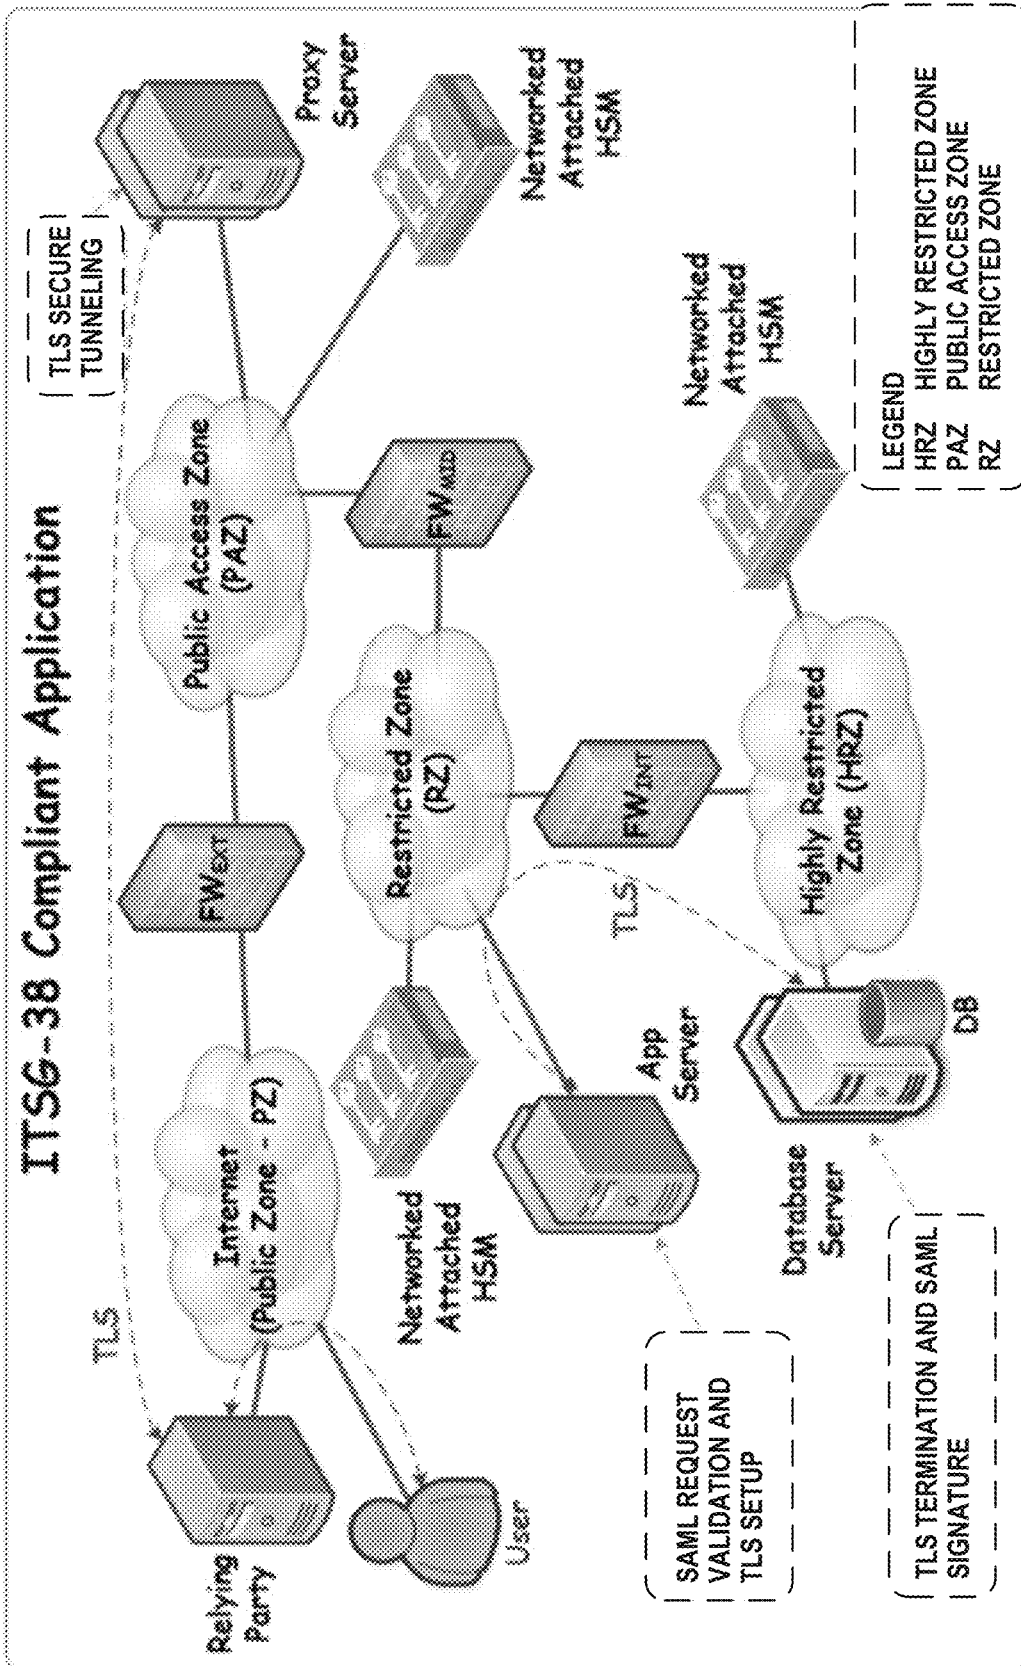 ITSG-38 Compliant Application
TLS
TLS SECURE
TUNNELING
Relying
Party
Internet
(Public Zone - PZ)
FWEXT
Public Access Zone
(PAZ)
Proxy
Server
User
Networked
Attached
HSM
Restricted Zone
(RZ)
FWMID
Networked
Attached
HSM
App
Server
TLS
FWINT
SAML REQUEST
VALIDATION AND
TLS SETUP
Database
Server
DB
Highly Restricted
Zone (HRZ)
Networked
Attached
HSM
TLS TERMINATION AND SAML
SIGNATURE
LEGEND
HRZ HIGHLY RESTRICTED ZONE
PAZ PUBLIC ACCESS ZONE
RZ RESTRICTED ZONE